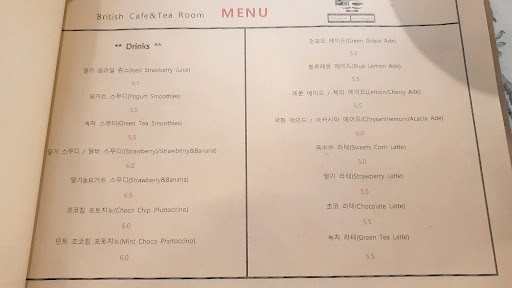 British Cafe&Tea Room MENU
** Drinks **
딸기 생과일 쥬스(Iced Strawberry Juice)
4.7
요거트 스무디(Yogurt Smoothies)
5.5
녹차 스무디(Green Tea Smoothies)
5.5
딸기 스무디 / 딸바 스무디(Strawberry)/Strawberry&Banana)
6.0
딸기&요거트 스무디(Strawberry&Banana)
6.5
초코칩 포토치노(Choco Chip Photoccino)
6.0
민트 초코칩 포토치노(Mint Choco Photoccino)
6.0
청포도 에이드(Green Grape Ade)
5.5
블루레몬 에이드(Blue Lemon Ade)
5.5
레몬 에이드 / 체리 에이드(Lemon/Cherry Ade)
5.5
국화 에이드 / 아카시아 에이드(Chrysanthemum/Acacia Ade)
6.0
옥수수 라떼(Sweets Corn Latte)
6.0
딸기 라떼(Strawberry Latte)
5.5
초코 라떼(Chocolate Latte)
5.5
녹차 라떼(Green Tea Latte)
5.5